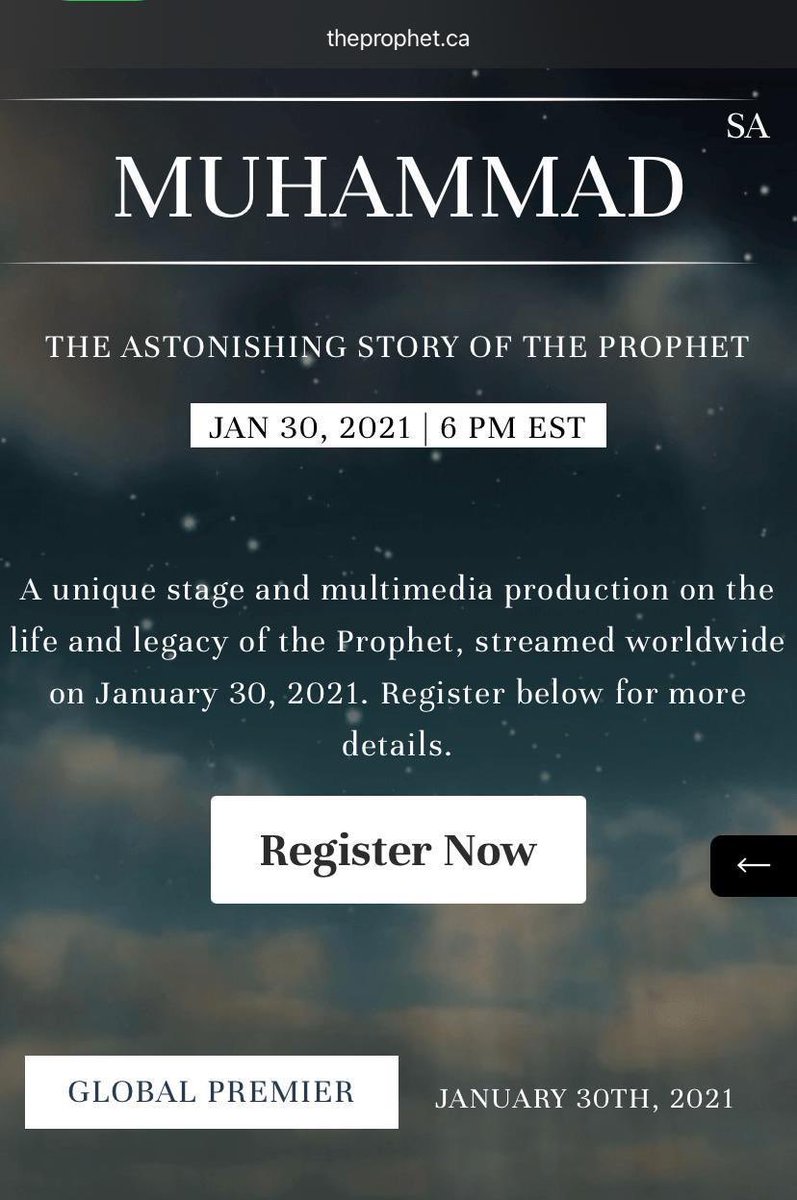 theprophet.ca
SA
MUHAMMAD
THE ASTONISHING STORY OF THE PROPHET
JAN 30, 2021 | 6 PM EST
A unique stage and multimedia production on the
life and legacy of the Prophet, streamed worldwide
on January 30, 2021. Register below for more
details.
Register Now
GLOBAL PREMIER
JANUARY 30TH, 2021